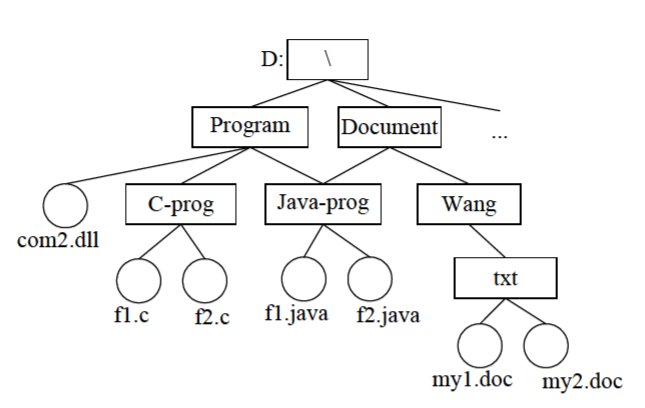 D: \
Program Document ...
C-prog Java-prog Wang
com2.dll
txt
f1.c f2.c f1.java f2.java
my1.doc my2.doc